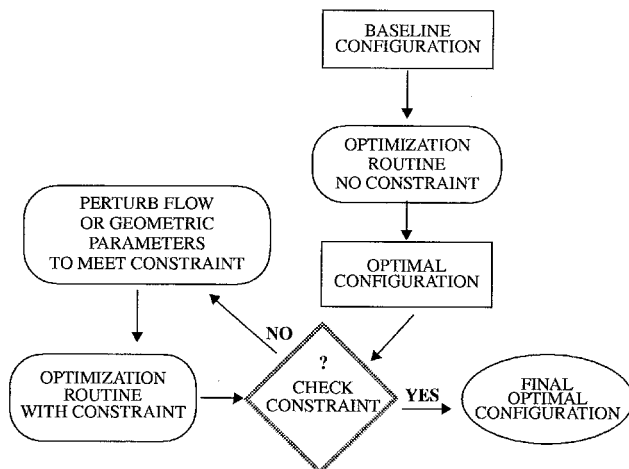 BASELINE
CONFIGURATION
OPTIMIZATION
ROUTINE
NO CONSTRAINT
PERTURB FLOW
OR GEOMETRIC
PARAMETERS
TO MEET CONSTRAINT
OPTIMAL
CONFIGURATION
NO
?
CHECK
CONSTRAINT
YES
OPTIMIZATION
ROUTINE
WITH CONSTRAINT
FINAL
OPTIMAL
CONFIGURATION